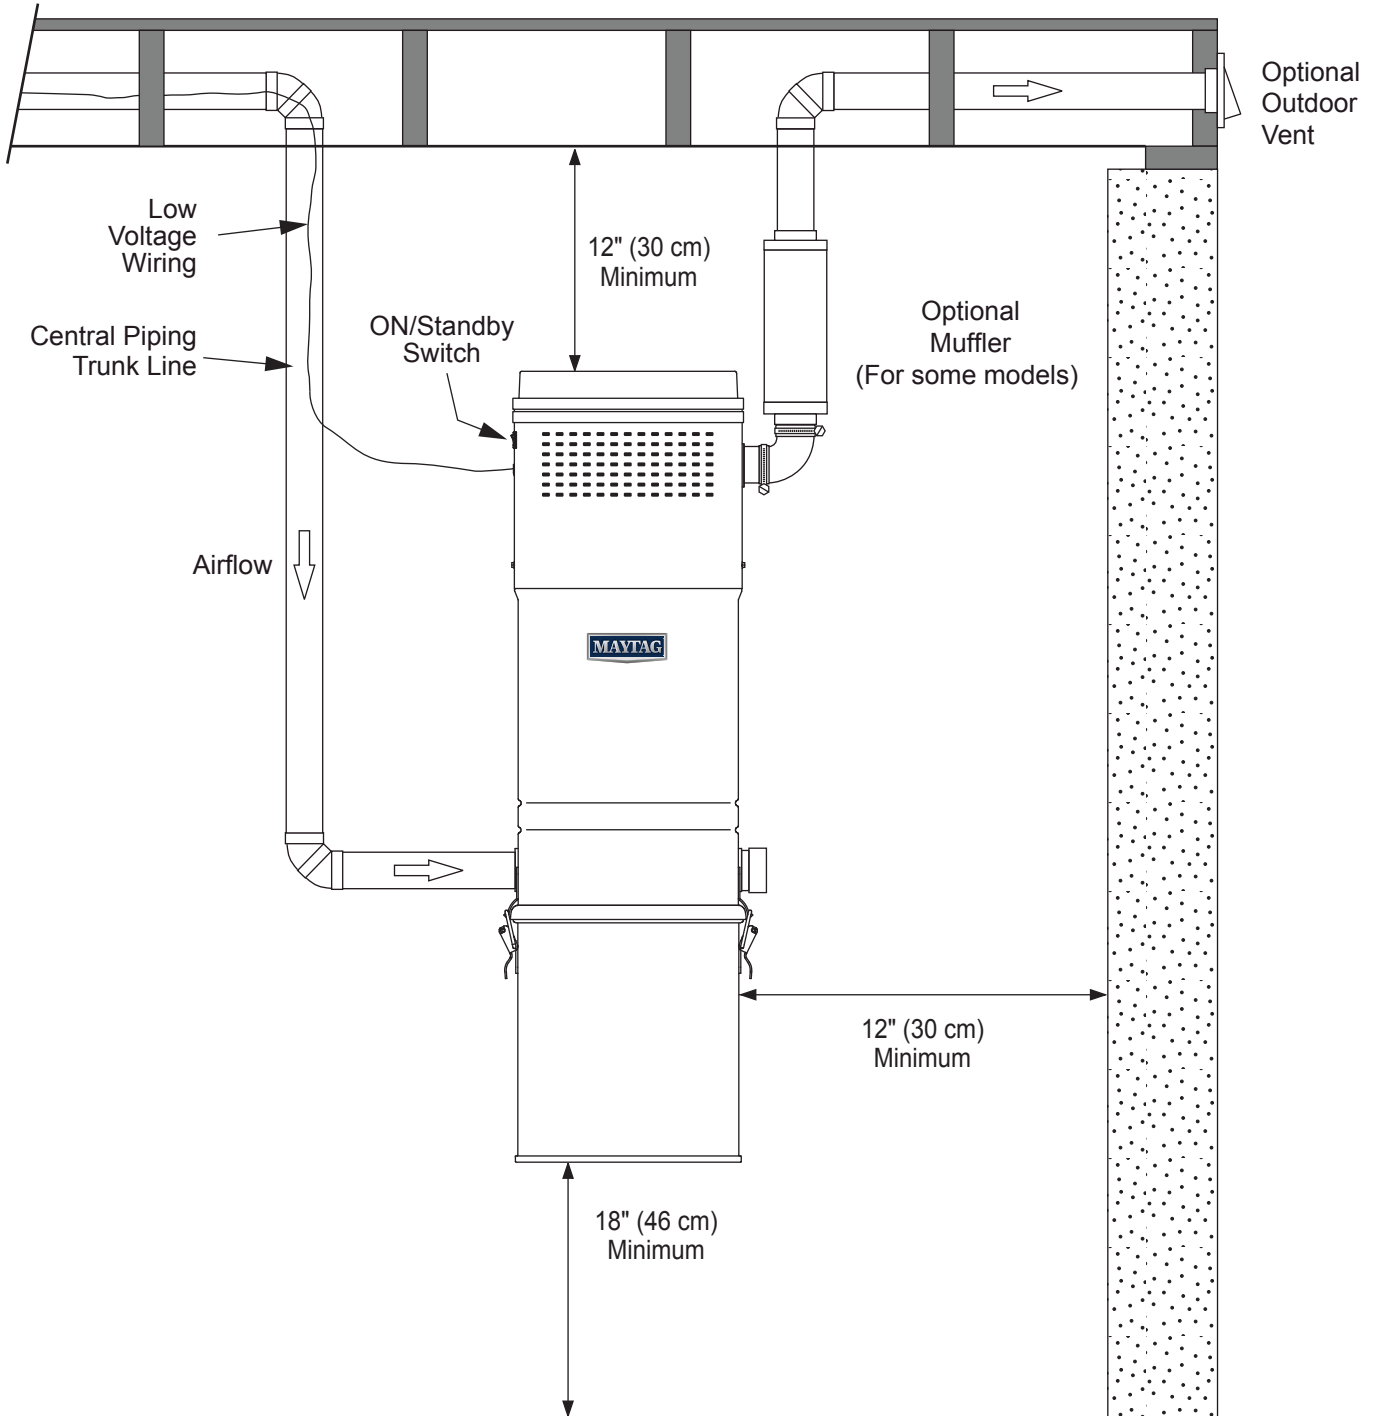 Optional
Outdoor
Vent
Low
Voltage
Wiring
12" (30 cm)
Minimum
Central Piping
Trunk Line
ON/Standby
Switch
Optional
Muffler
(For some models)
Airflow
MAYTAG
12" (30 cm)
Minimum
18" (46 cm)
Minimum